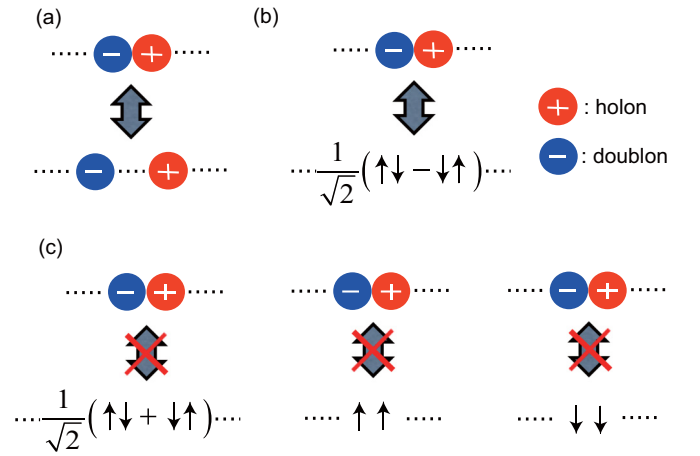 (a)
(b)
− +
− +
+ : holon
− : doublon
− +
1/√2 (↑↓ − ↓↑)
(c)
− +
− +
− +
1/√2 (↑↓ + ↓↑)
↑ ↑
↓ ↓